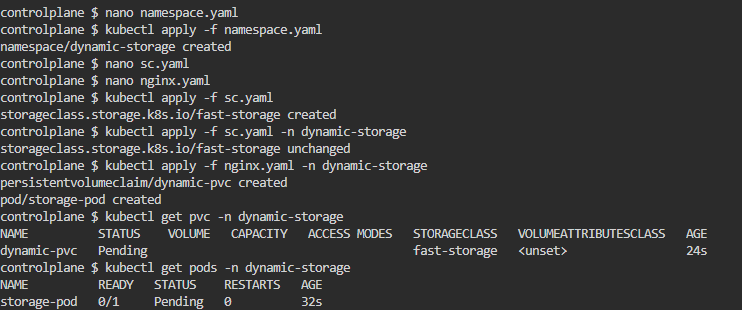 controlplane $ nano namespace.yaml
controlplane $ kubectl apply -f namespace.yaml
namespace/dynamic-storage created
controlplane $ nano sc.yaml
controlplane $ nano nginx.yaml
controlplane $ kubectl apply -f sc.yaml
storageclass.storage.k8s.io/fast-storage created
controlplane $ kubectl apply -f sc.yaml -n dynamic-storage
storageclass.storage.k8s.io/fast-storage unchanged
controlplane $ kubectl apply -f nginx.yaml -n dynamic-storage
persistentvolumeclaim/dynamic-pvc created
pod/storage-pod created
controlplane $ kubectl get pvc -n dynamic-storage
NAME          STATUS    VOLUME   CAPACITY   ACCESS MODES   STORAGECLASS   VOLUMEATTRIBUTESCLASS   AGE
dynamic-pvc   Pending                                      fast-storage   <unset>                 24s
controlplane $ kubectl get pods -n dynamic-storage
NAME          READY   STATUS    RESTARTS   AGE
storage-pod   0/1     Pending   0          32s